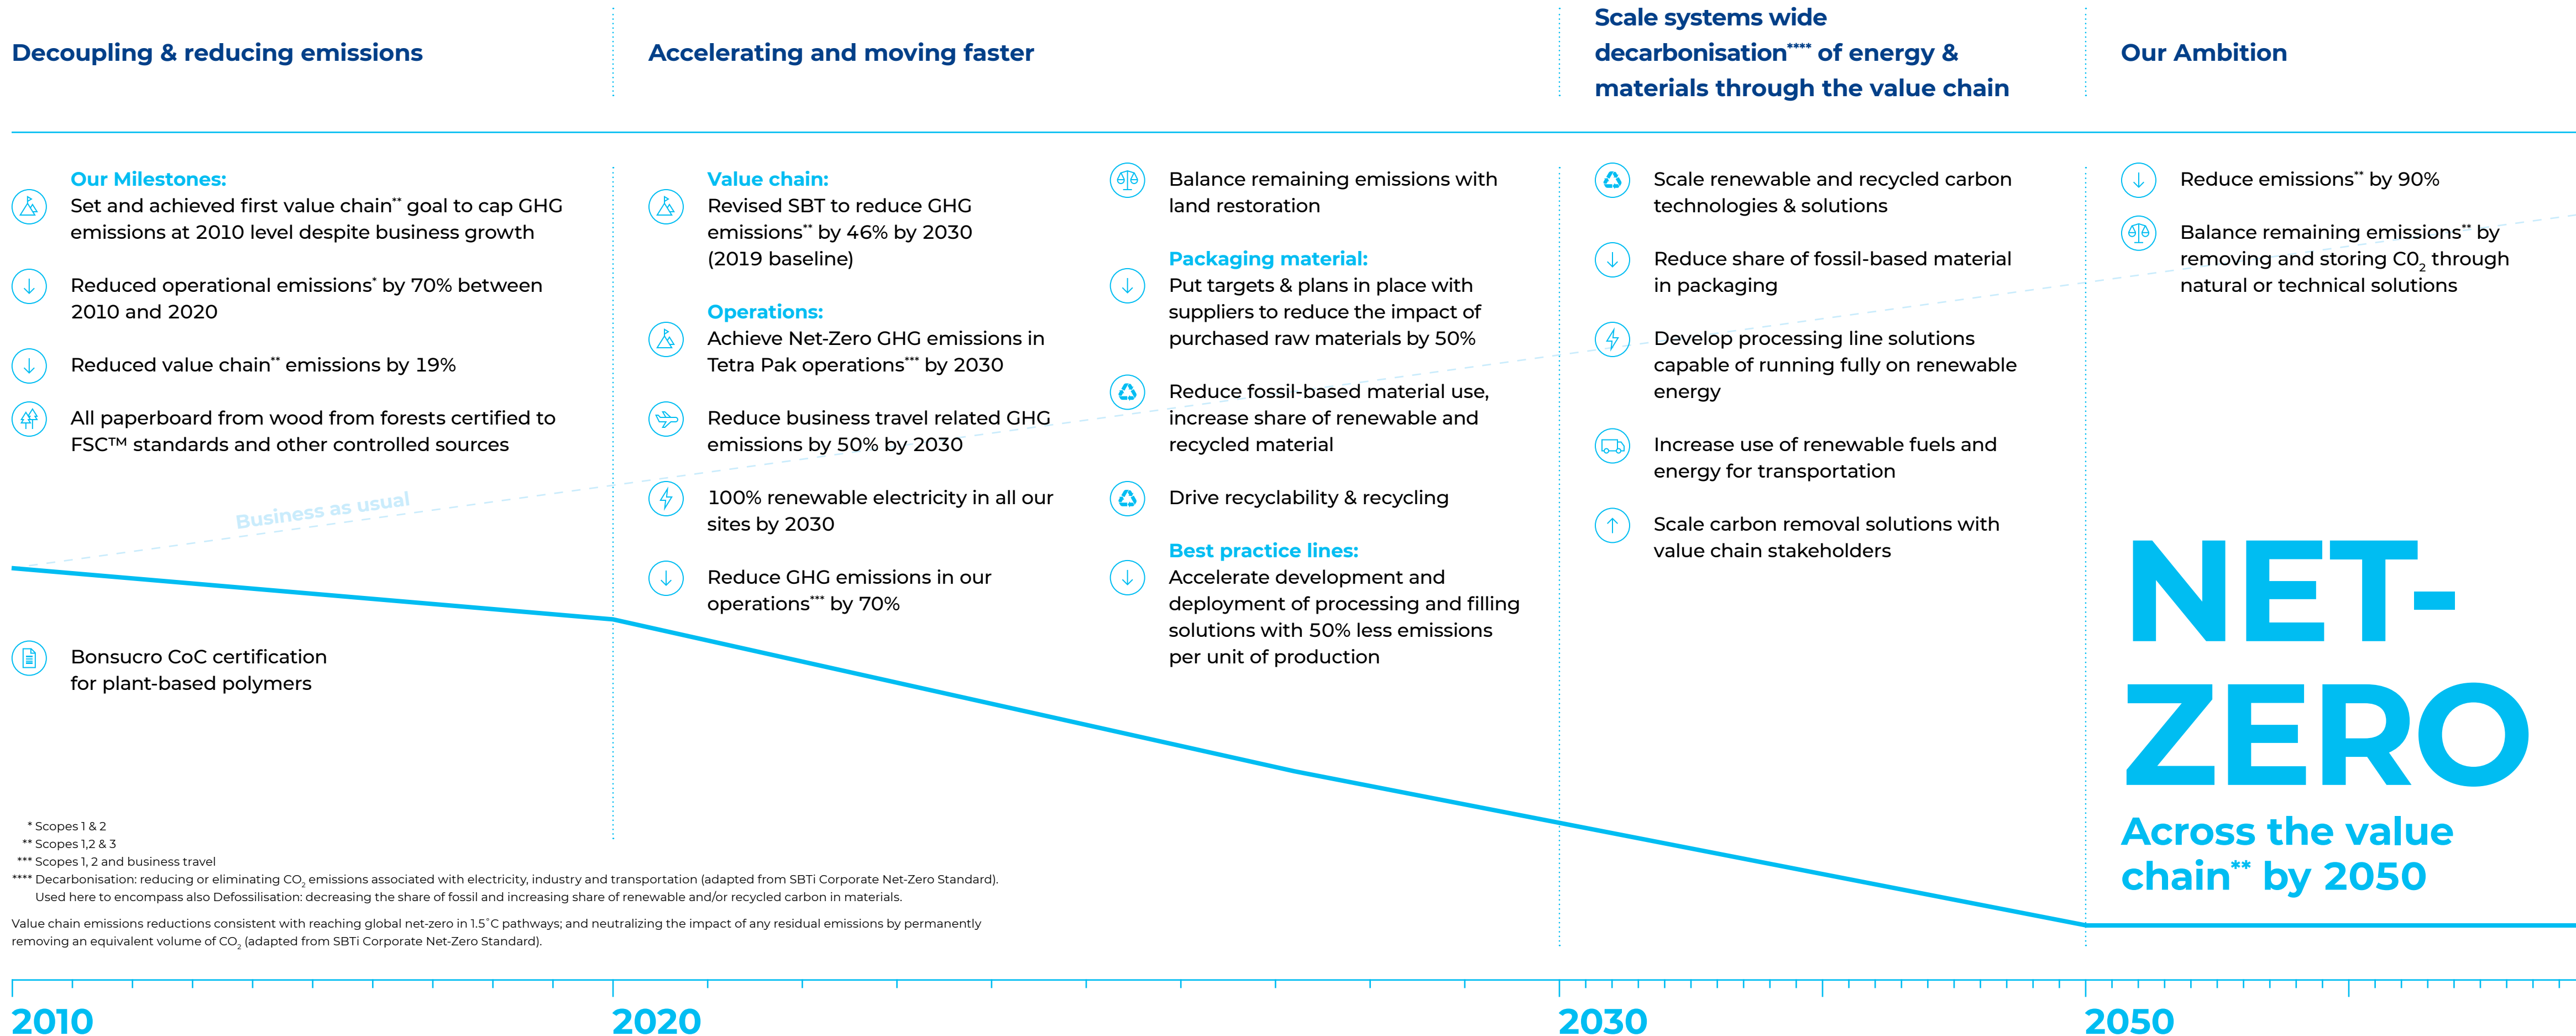 Decoupling & reducing emissions
Accelerating and moving faster
Scale systems wide
decarbonisation**** of energy &
materials through the value chain
Our Ambition
Our Milestones:
Set and achieved first value chain** goal to cap GHG
emissions at 2010 level despite business growth
Reduced operational emissions* by 70% between
2010 and 2020
Reduced value chain** emissions by 19%
All paperboard from wood from forests certified to
FSC™ standards and other controlled sources
Business as usual
Bonsucro CoC certification
for plant-based polymers
Value chain:
Revised SBT to reduce GHG
emissions** by 46% by 2030
(2019 baseline)
Operations:
Achieve Net-Zero GHG emissions in
Tetra Pak operations*** by 2030
Reduce business travel related GHG
emissions by 50% by 2030
100% renewable electricity in all our
sites by 2030
Reduce GHG emissions in our
operations*** by 70%
Balance remaining emissions with
land restoration
Packaging material:
Put targets & plans in place with
suppliers to reduce the impact of
purchased raw materials by 50%
Reduce fossil-based material use,
increase share of renewable and
recycled material
Drive recyclability & recycling
Best practice lines:
Accelerate development and
deployment of processing and filling
solutions with 50% less emissions
per unit of production
Scale renewable and recycled carbon
technologies & solutions
Reduce share of fossil-based material
in packaging
Develop processing line solutions
capable of running fully on renewable
energy
Increase use of renewable fuels and
energy for transportation
Scale carbon removal solutions with
value chain stakeholders
Reduce emissions** by 90%
Balance remaining emissions** by
removing and storing C0₂ through
natural or technical solutions
NET-
ZERO
Across the value
chain** by 2050
* Scopes 1 & 2
** Scopes 1,2 & 3
*** Scopes 1, 2 and business travel
**** Decarbonisation: reducing or eliminating CO₂ emissions associated with electricity, industry and transportation (adapted from SBTi Corporate Net-Zero Standard).
Used here to encompass also Defossilisation: decreasing the share of fossil and increasing share of renewable and/or recycled carbon in materials.
Value chain emissions reductions consistent with reaching global net-zero in 1.5˚C pathways; and neutralizing the impact of any residual emissions by permanently
removing an equivalent volume of CO₂ (adapted from SBTi Corporate Net-Zero Standard).
2010
2020
2030
2050